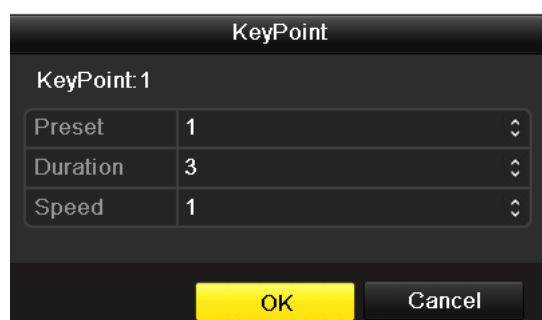 KeyPoint
KeyPoint:1
Preset 1
Duration 3
Speed 1
OK Cancel